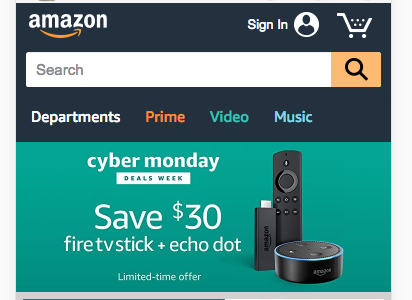 amazon
Sign In
Search
Departments Prime Video Music
cyber monday
DEALS WEEK
Save $30
fire tv stick + echo dot
Limited-time offer
amazon
amazon